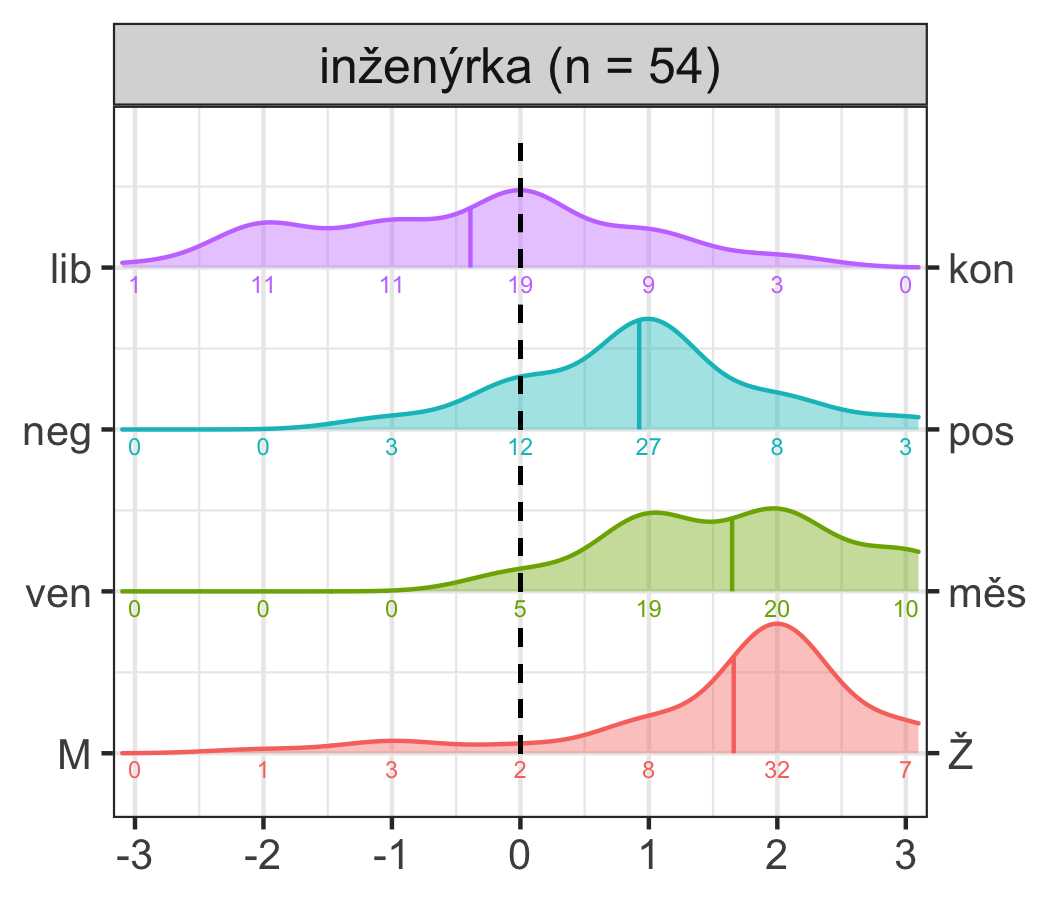 inženýrka (n = 54)
lib kon
1 11 11 19 9 3 0
neg pos
0 0 3 12 27 8 3
ven měs
0 0 0 5 19 20 10
M Ž
0 1 3 2 8 32 7
-3 -2 -1 0 1 2 3